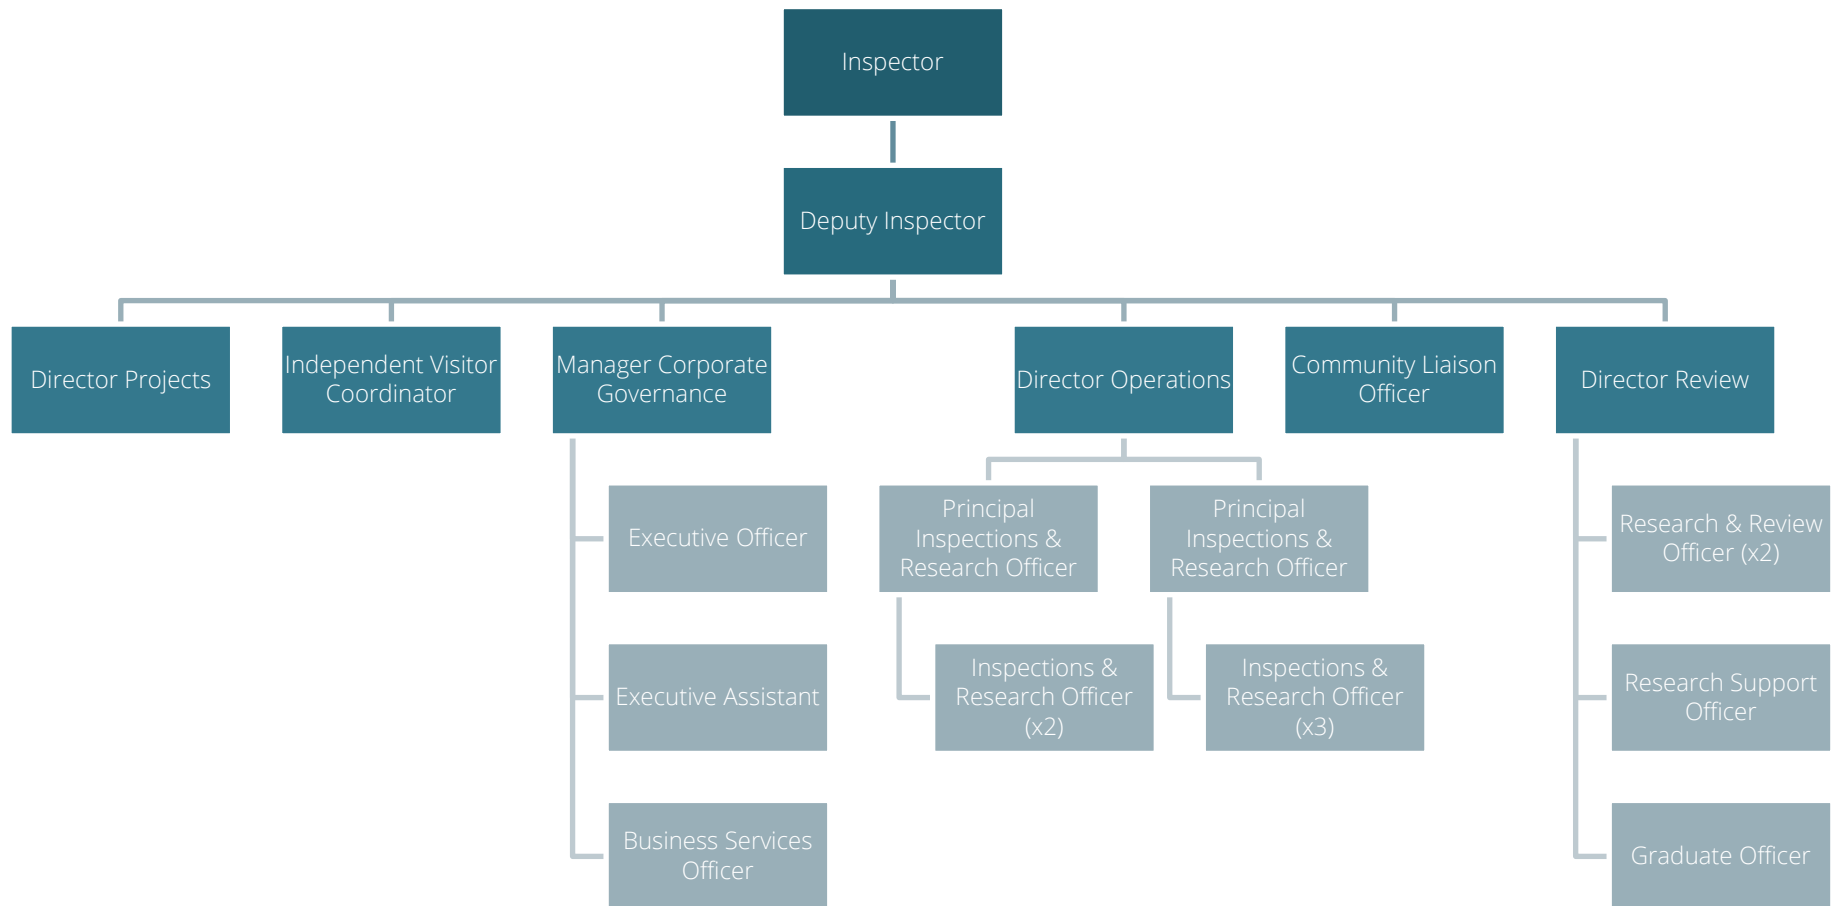 Inspector
Deputy Inspector
Director Projects
Independent Visitor
Coordinator
Manager Corporate
Governance
Director Operations
Community Liaison
Officer
Director Review
Executive Officer
Executive Assistant
Business Services
Officer
Principal
Inspections &
Research Officer
Inspections &
Research Officer
(x2)
Principal
Inspections &
Research Officer
Inspections &
Research Officer
(x3)
Research & Review
Officer (x2)
Research Support
Officer
Graduate Officer